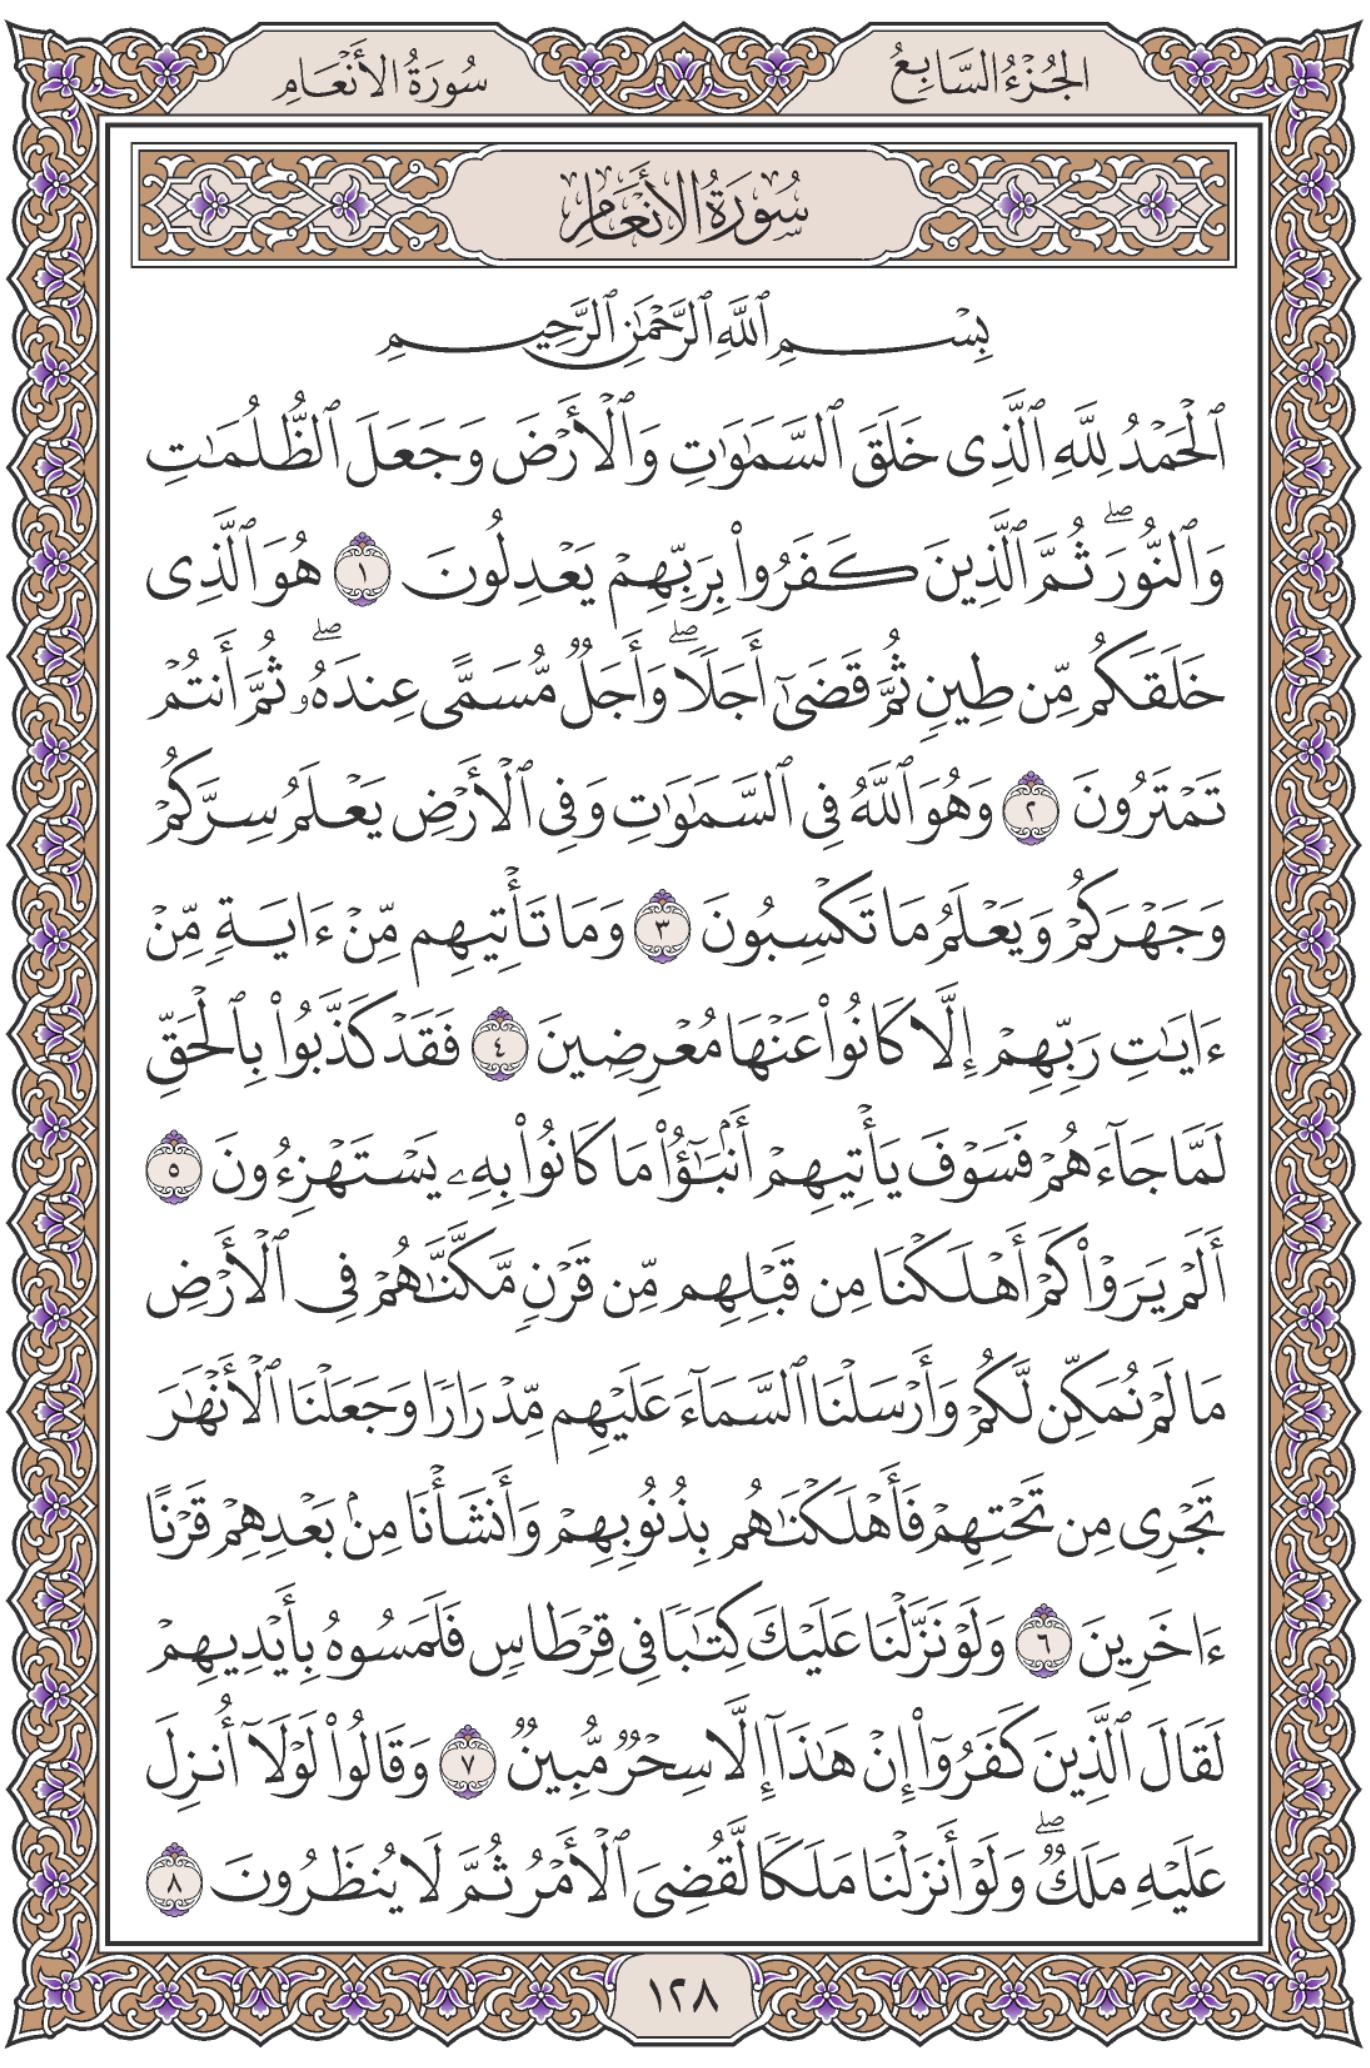 الجُزْءُ السَّابِعُ
سُورَةُ الأَنْعَامِ
سُورَةُ الأَنْعَامِ
بِسْمِ ٱللَّهِ ٱلرَّحْمَٰنِ ٱلرَّحِيمِ
ٱلْحَمْدُ لِلَّهِ ٱلَّذِى خَلَقَ ٱلسَّمَٰوَٰتِ وَٱلْأَرْضَ وَجَعَلَ ٱلظُّلُمَٰتِ
وَٱلنُّورَ ۖ ثُمَّ ٱلَّذِينَ كَفَرُوا۟ بِرَبِّهِمْ يَعْدِلُونَ ١ هُوَ ٱلَّذِى
خَلَقَكُم مِّن طِينٍ ثُمَّ قَضَىٰٓ أَجَلًا ۖ وَأَجَلٌ مُّسَمًّى عِندَهُۥ ۖ ثُمَّ أَنتُمْ
تَمْتَرُونَ ٢ وَهُوَ ٱللَّهُ فِى ٱلسَّمَٰوَٰتِ وَفِى ٱلْأَرْضِ يَعْلَمُ سِرَّكُمْ
وَجَهْرَكُمْ وَيَعْلَمُ مَا تَكْسِبُونَ ٣ وَمَا تَأْتِيهِم مِّنْ ءَايَةٍ مِّنْ
ءَايَٰتِ رَبِّهِمْ إِلَّا كَانُوا۟ عَنْهَا مُعْرِضِينَ ٤ فَقَدْ كَذَّبُوا۟ بِٱلْحَقِّ
لَمَّا جَآءَهُمْ فَسَوْفَ يَأْتِيهِمْ أَنۢبَٰٓؤُا۟ مَا كَانُوا۟ بِهِۦ يَسْتَهْزِءُونَ ٥
أَلَمْ يَرَوْا۟ كَمْ أَهْلَكْنَا مِن قَبْلِهِم مِّن قَرْنٍ مَّكَّنَّٰهُمْ فِى ٱلْأَرْضِ
مَا لَمْ نُمَكِّن لَّكُمْ وَأَرْسَلْنَا ٱلسَّمَآءَ عَلَيْهِم مِّدْرَارًا وَجَعَلْنَا ٱلْأَنْهَٰرَ
تَجْرِى مِن تَحْتِهِمْ فَأَهْلَكْنَٰهُم بِذُنُوبِهِمْ وَأَنشَأْنَا مِنۢ بَعْدِهِمْ قَرْنًا
ءَاخَرِينَ ٦ وَلَوْ نَزَّلْنَا عَلَيْكَ كِتَٰبًا فِى قِرْطَاسٍ فَلَمَسُوهُ بِأَيْدِيهِمْ
لَقَالَ ٱلَّذِينَ كَفَرُوٓا۟ إِنْ هَٰذَآ إِلَّا سِحْرٌ مُّبِينٌ ٧ وَقَالُوا۟ لَوْلَآ أُنزِلَ
عَلَيْهِ مَلَكٌ ۖ وَلَوْ أَنزَلْنَا مَلَكًا لَّقُضِىَ ٱلْأَمْرُ ثُمَّ لَا يُنظَرُونَ ٨
١٢٨